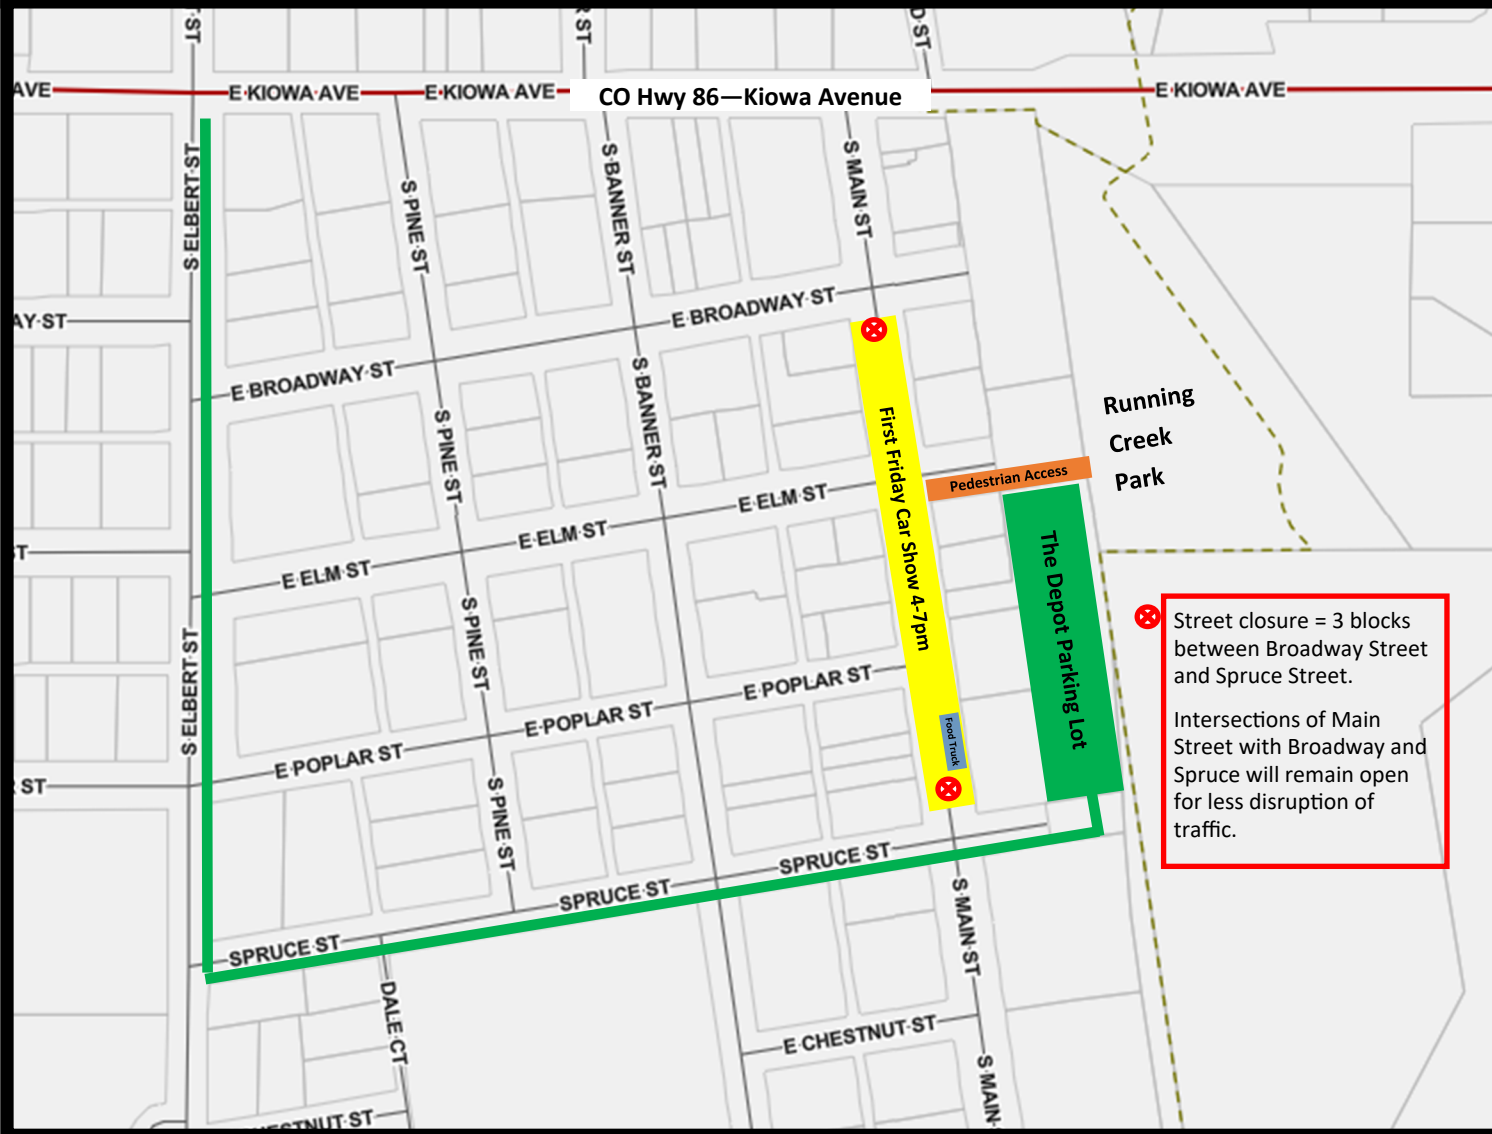 ST
R ST
D ST
AVE
E KIOWA AVE
E KIOWA AVE
CO Hwy 86—Kiowa Avenue
E KIOWA AVE
S ELBERT ST
S PINE ST
S BANNER ST
S MAIN ST
AY ST
E BROADWAY ST
E BROADWAY ST
S PINE ST
S BANNER ST
First Friday Car Show 4-7pm
Running
Creek
Park
Pedestrian Access
E ELM ST
E ELM ST
E ELM ST
ST
The Depot Parking Lot
S ELBERT ST
S PINE ST
E POPLAR ST
E POPLAR ST
E POPLAR ST
R ST
Food Truck
S PINE ST
Street closure = 3 blocks
between Broadway Street
and Spruce Street.
Intersections of Main
Street with Broadway and
Spruce will remain open
for less disruption of
traffic.
SPRUCE ST
SPRUCE ST
SPRUCE ST
S MAIN ST
DALE CT
E CHESTNUT ST
S MAIN
ESTNUT ST